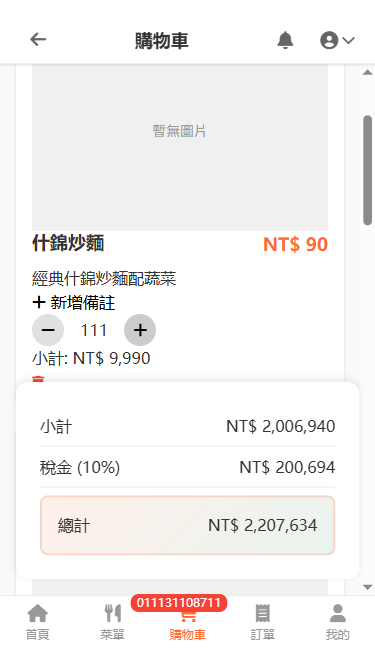 購物車
暫無圖片
什錦炒麵
NT$ 90
經典什錦炒麵配蔬菜
+ 新增備註
− 111 +
小計: NT$ 9,990
小計 NT$ 2,006,940
稅金 (10%) NT$ 200,694
總計 NT$ 2,207,634
011131108711
首頁 菜單 購物車 訂單 我的